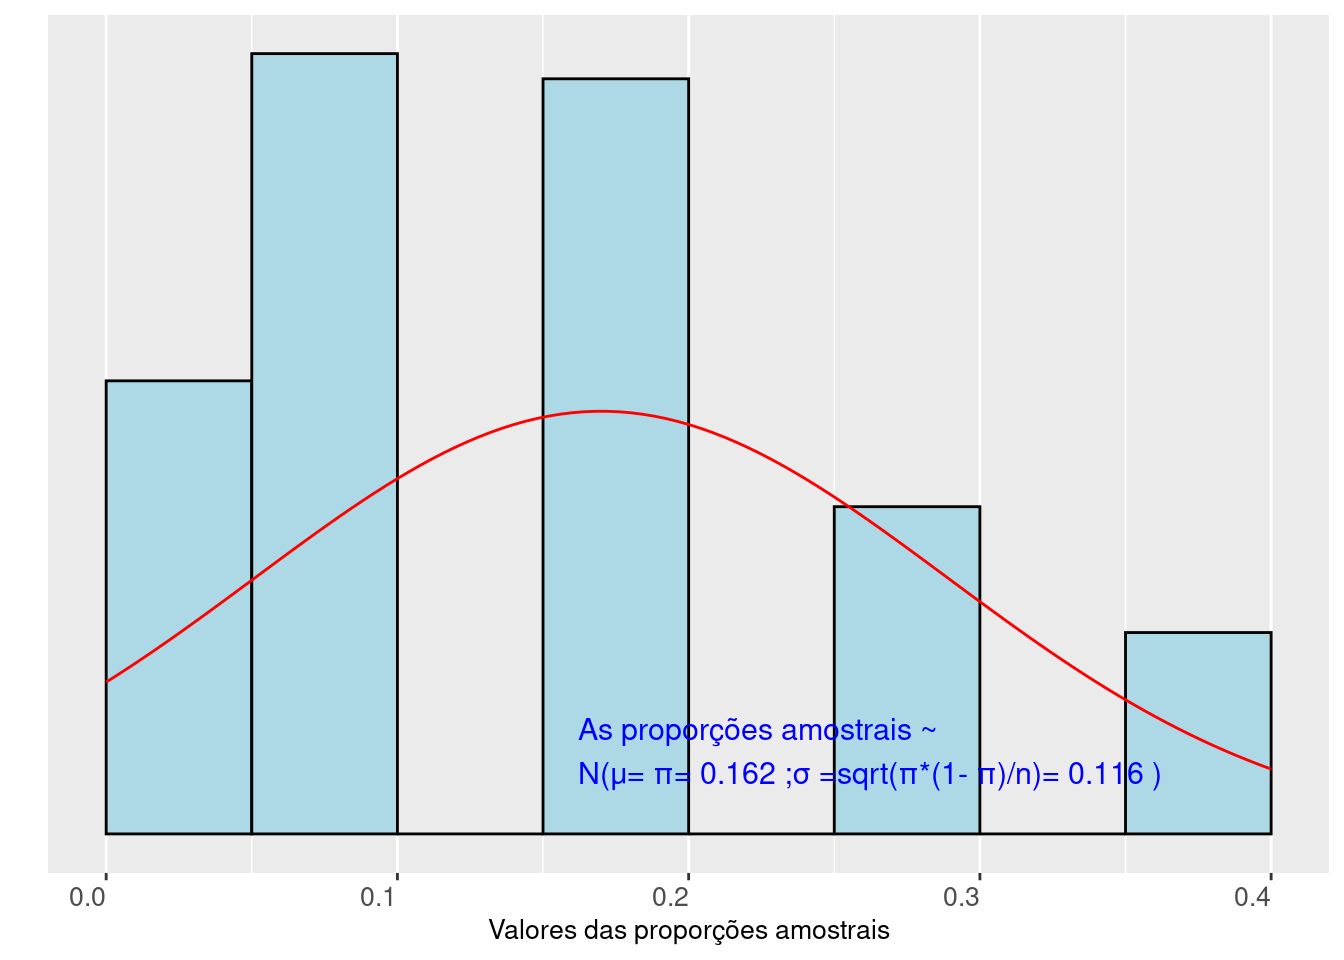 As proporções amostrais ~
N(μ= π= 0.162 ;σ =sqrt(π*(1- π)/n)= 0.116 )
0.0 0.1 0.2 0.3 0.4
Valores das proporções amostrais